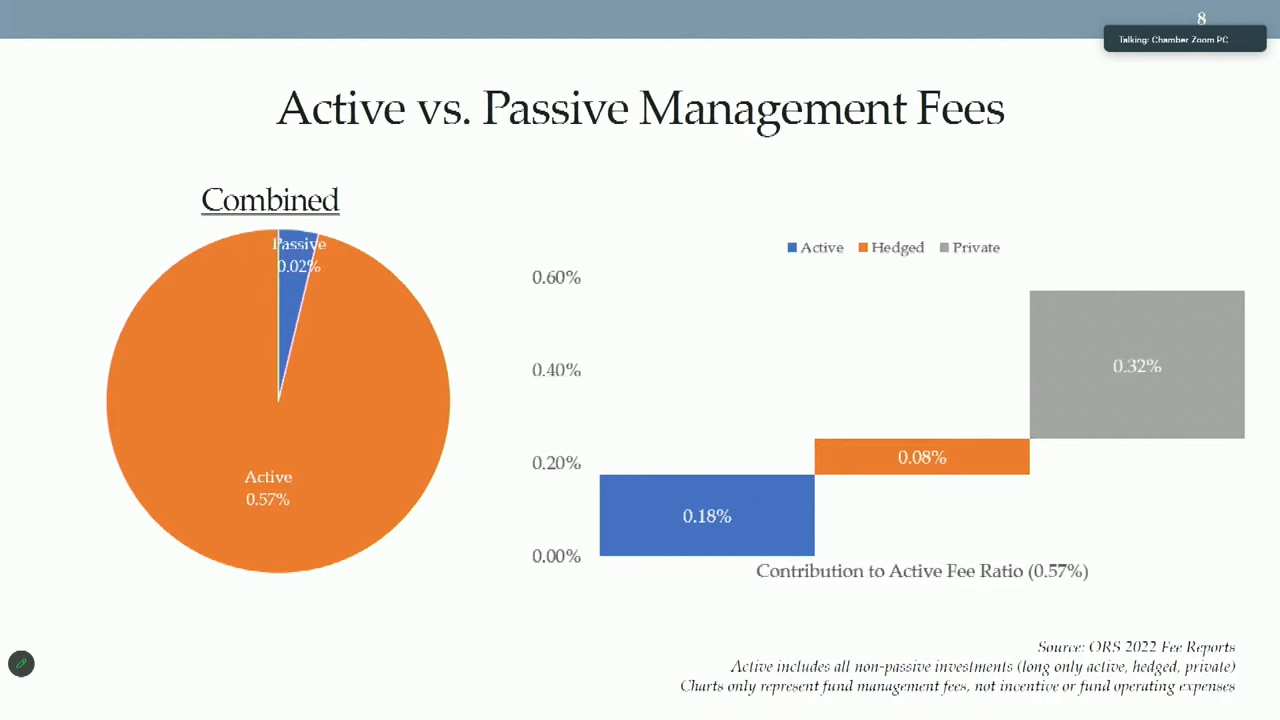 8
Talking: Chamber Zoom PC
Active vs. Passive Management Fees
Combined
Passive
0.02%
Active
0.57%
Active Hedged Private
0.60%
0.40%
0.20%
0.00%
0.32%
0.08%
0.18%
Contribution to Active Fee Ratio (0.57%)
Source: ORS 2022 Fee Reports
Active includes all non-passive investments (long only active, hedged, private)
Charts only represent fund management fees, not incentive or fund operating expenses